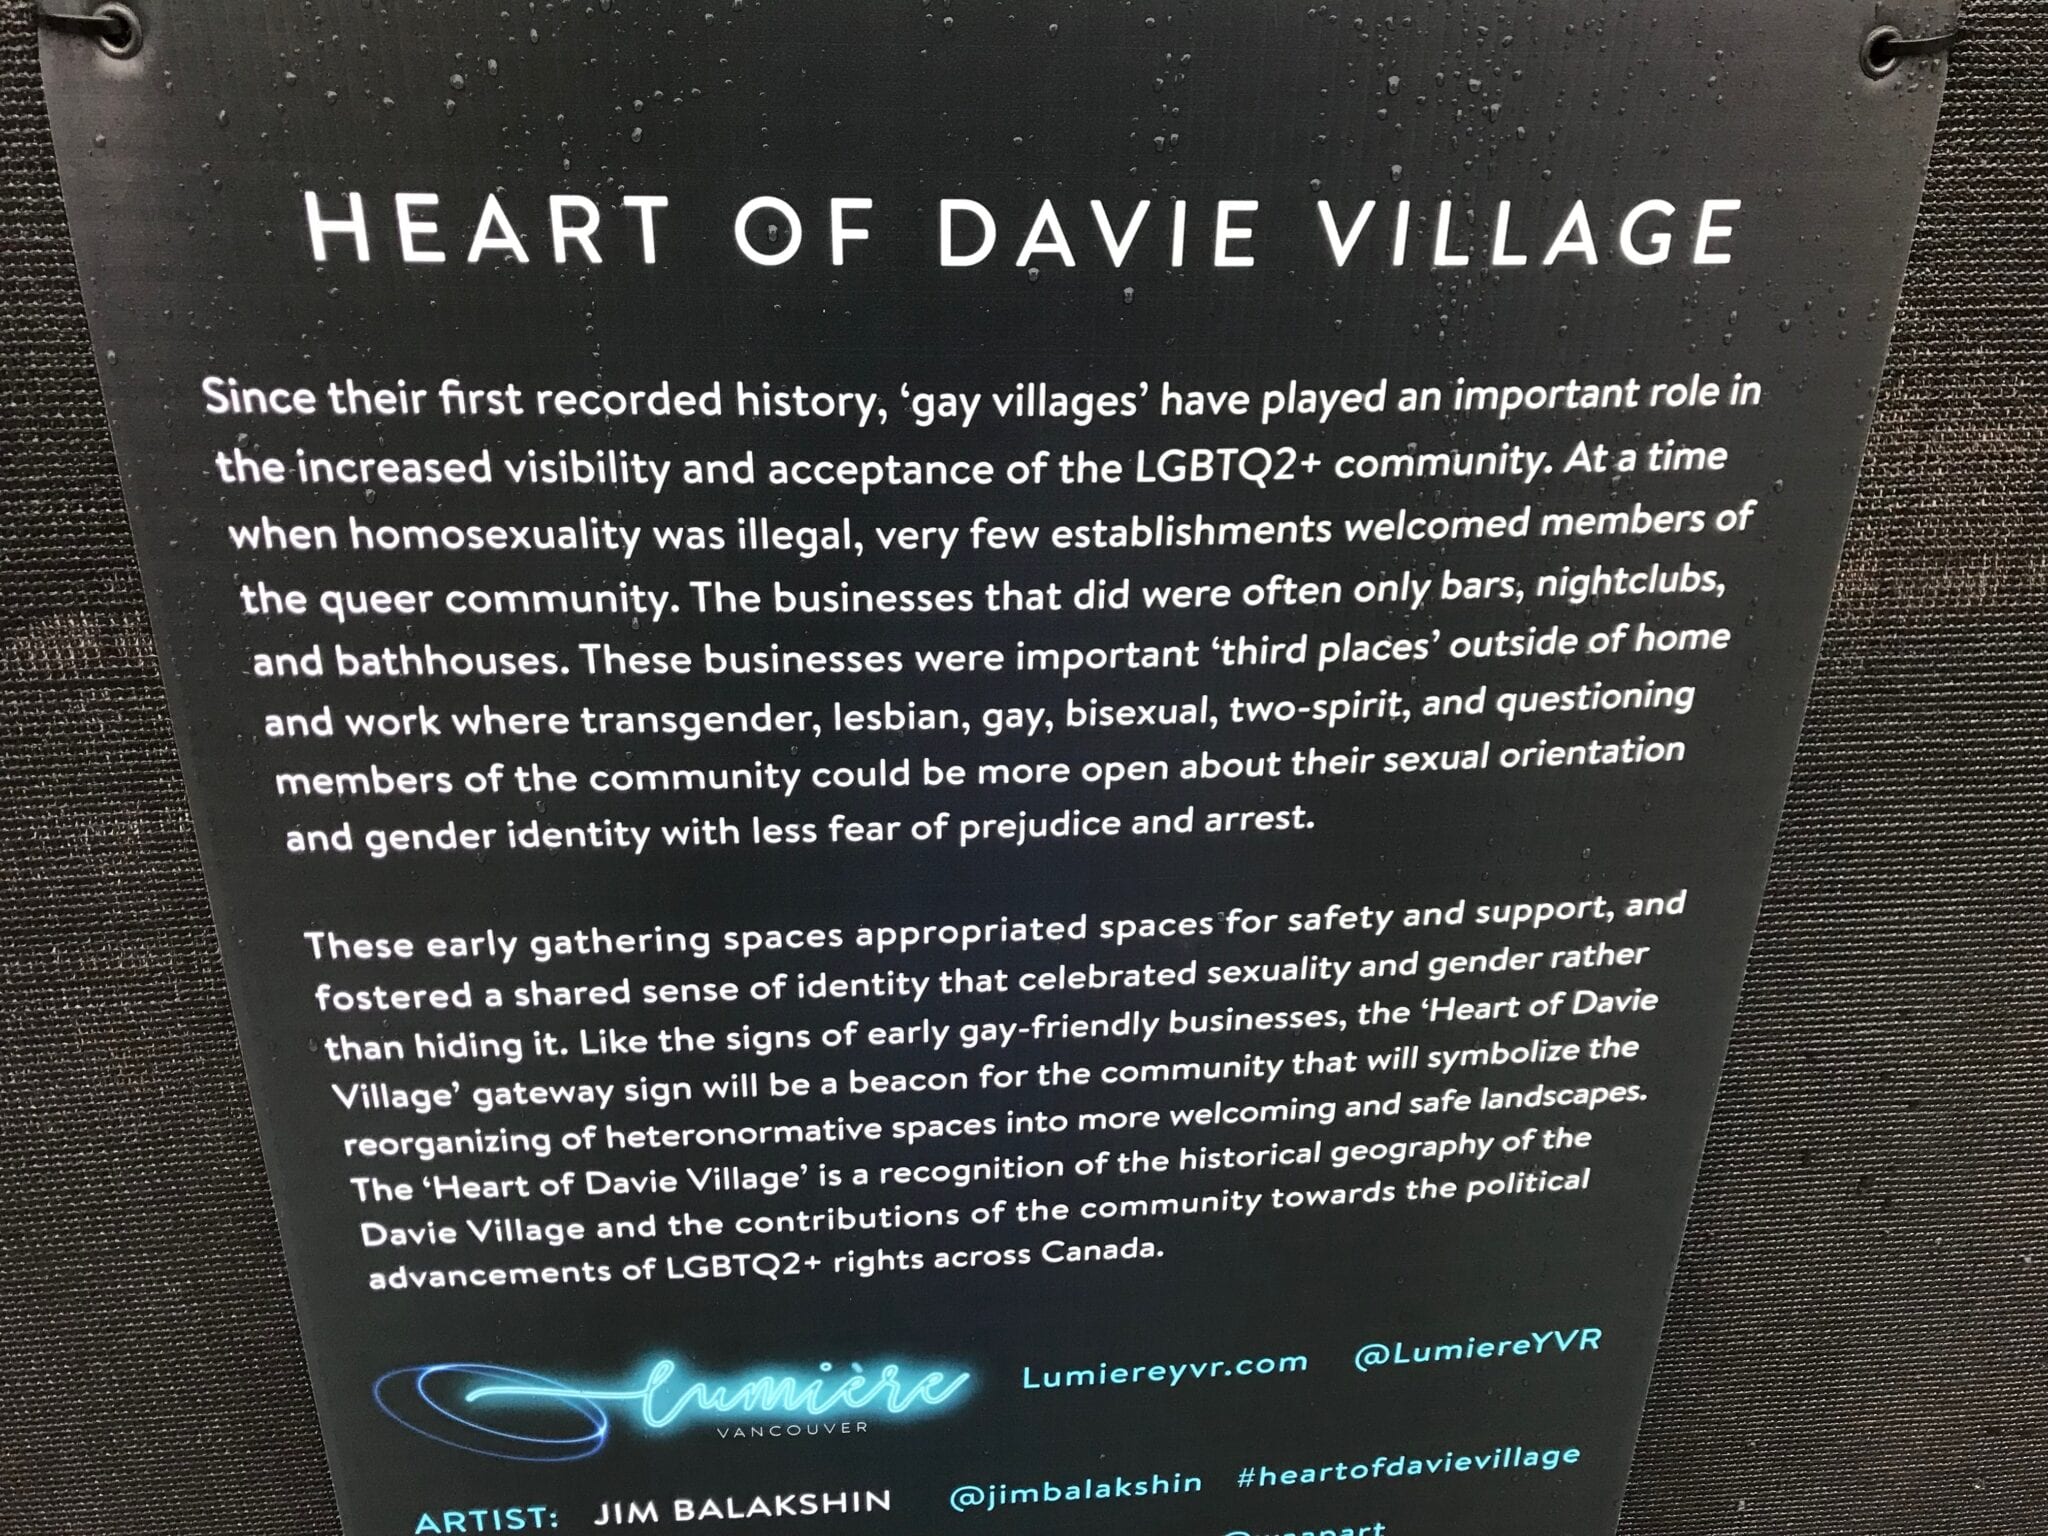 HEART OF DAVIE VILLAGE
Since their first recorded history, ‘gay villages’ have played an important role in
the increased visibility and acceptance of the LGBTQ2+ community. At a time
when homosexuality was illegal, very few establishments welcomed members of
the queer community. The businesses that did were often only bars, nightclubs,
and bathhouses. These businesses were important ‘third places’ outside of home
and work where transgender, lesbian, gay, bisexual, two-spirit, and questioning
members of the community could be more open about their sexual orientation
and gender identity with less fear of prejudice and arrest.
These early gathering spaces appropriated spaces for safety and support, and
fostered a shared sense of identity that celebrated sexuality and gender rather
than hiding it. Like the signs of early gay-friendly businesses, the ‘Heart of Davie
Village’ gateway sign will be a beacon for the community that will symbolize the
reorganizing of heteronormative spaces into more welcoming and safe landscapes.
The ‘Heart of Davie Village’ is a recognition of the historical geography of the
Davie Village and the contributions of the community towards the political
advancements of LGBTQ2+ rights across Canada.
lumière Lumiereyvr.com @LumiereYVR
VANCOUVER
ARTIST: JIM BALAKSHIN @jimbalakshin #heartofdavievillage